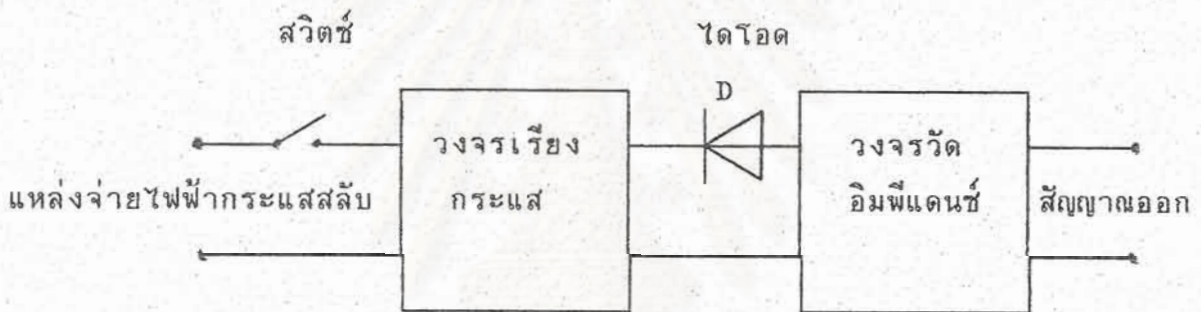 สวิตช์
ไดโอด
D
วงจรเรียง
กระแส
วงจรวัด
อิมพีแดนซ์
แหล่งจ่ายไฟฟ้ากระแสสลับ
สัญญาณออก